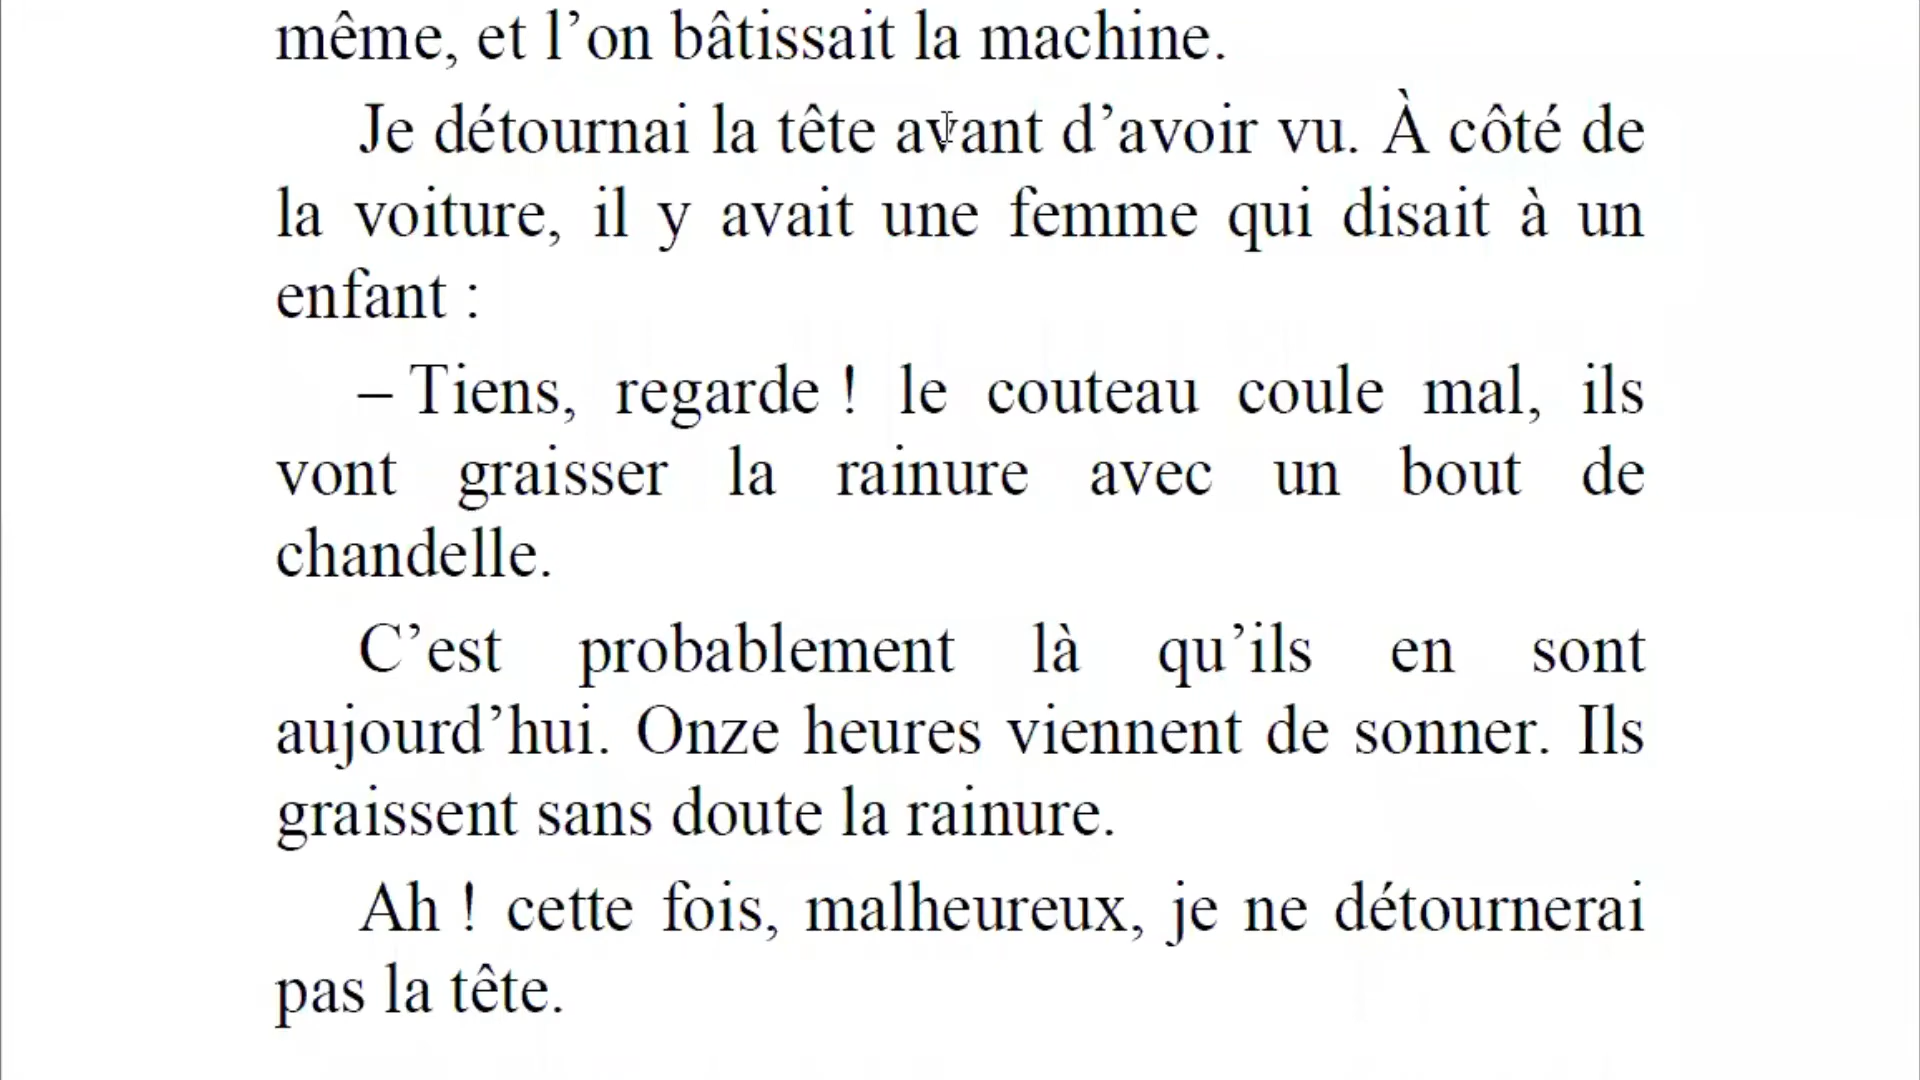 même, et l’on bâtissait la machine.
Je détournai la tête avant d’avoir vu. À côté de
la voiture, il y avait une femme qui disait à un
enfant :
– Tiens, regarde ! le couteau coule mal, ils
vont graisser la rainure avec un bout de
chandelle.
C’est probablement là qu’ils en sont
aujourd’hui. Onze heures viennent de sonner. Ils
graissent sans doute la rainure.
Ah ! cette fois, malheureux, je ne détournerai
pas la tête.